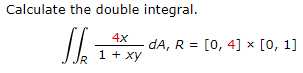 Calculate the double integral.
∬_R 4x / (1 + xy) dA, R = [0, 4] × [0, 1]